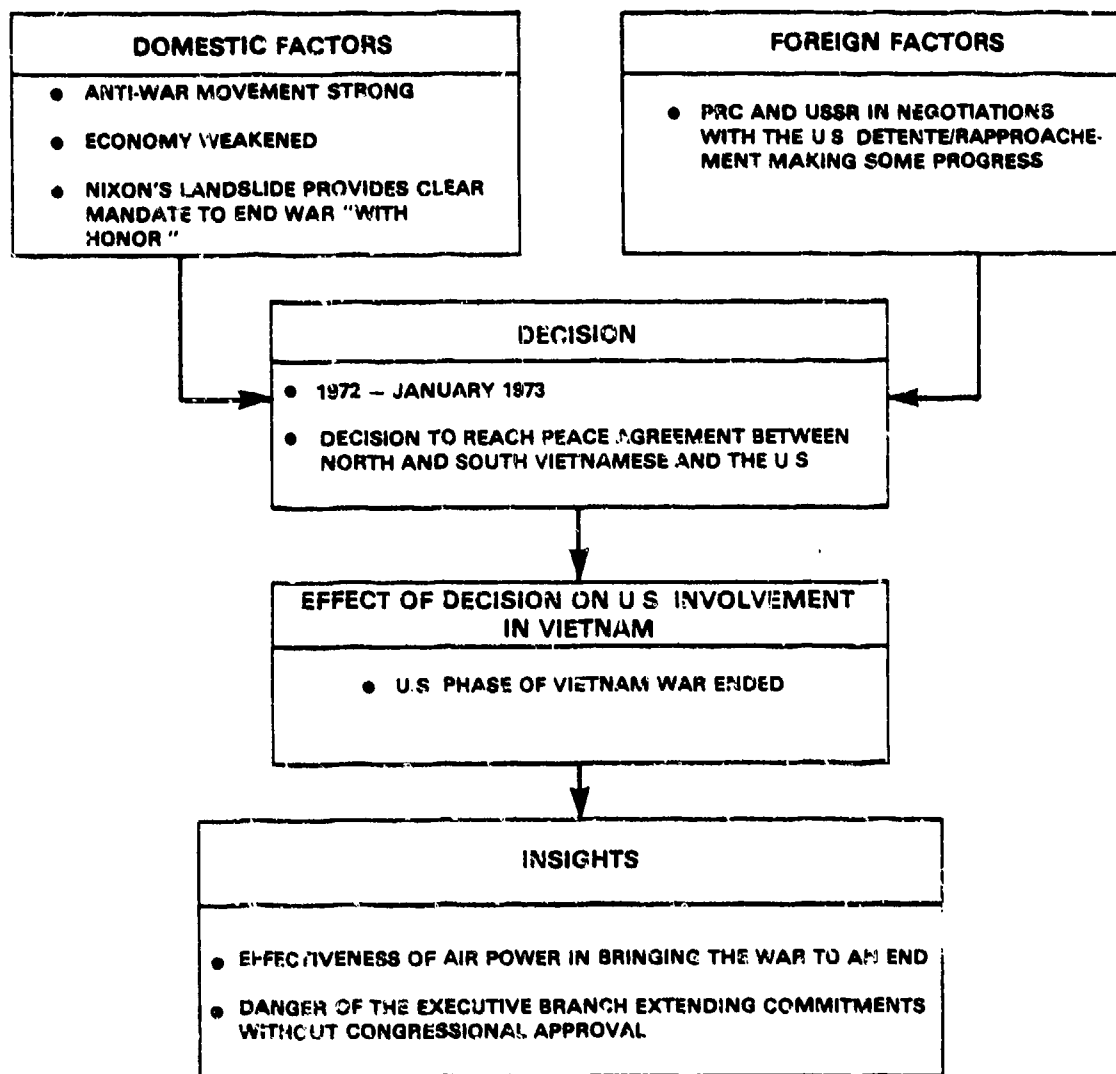 DOMESTIC FACTORS
● ANTI-WAR MOVEMENT STRONG
● ECONOMY WEAKENED
● NIXON'S LANDSLIDE PROVIDES CLEAR
MANDATE TO END WAR "WITH
HONOR "
FOREIGN FACTORS
● PRC AND USSR IN NEGOTIATIONS
WITH THE U S DETENTE/RAPPROACHE-
MENT MAKING SOME PROGRESS
DECISION
● 1972 – JANUARY 1973
● DECISION TO REACH PEACE AGREEMENT BETWEEN
NORTH AND SOUTH VIETNAMESE AND THE U S
EFFECT OF DECISION ON U S INVOLVEMENT
IN VIETNAM
● U.S PHASE OF VIETNAM WAR ENDED
INSIGHTS
● EFFECTIVENESS OF AIR POWER IN BRINGING THE WAR TO AN END
● DANGER OF THE EXECUTIVE BRANCH EXTENDING COMMITMENTS
WITHOUT CONGRESSIONAL APPROVAL